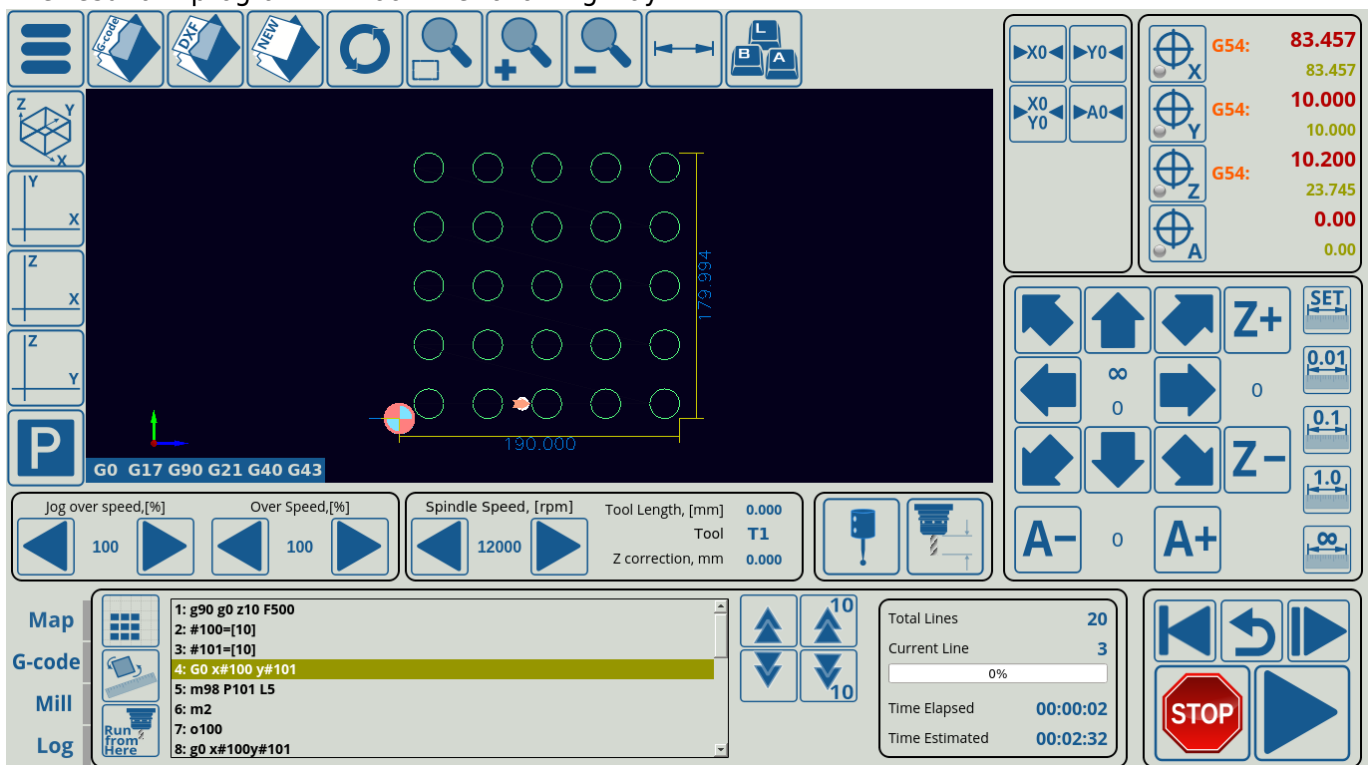 G-code
DXF
NEW
L
B
A
X0
Y0
X0
Y0
A0
X
G54:
83.457
83.457
Y
G54:
10.000
10.000
Z
G54:
10.200
23.745
A
0.00
0.00
Z
Y
X
Y
X
Z
X
Z
Y
P
179.994
190.000
G0 G17 G90 G21 G40 G43
Z+
∞
0
0
Z-
A-
0
A+
SET
0.01
0.1
1.0
∞
Jog over speed,[%]
100
Over Speed,[%]
100
Spindle Speed, [rpm]
12000
Tool Length, [mm] 0.000
Tool T1
Z correction, mm 0.000
Map
G-code
Mill
Log
Run
from
Here
1: g90 g0 z10 F500
2: #100=[10]
3: #101=[10]
4: G0 x#100 y#101
5: m98 P101 L5
6: m2
7: o100
8: g0 x#100y#101
10
10
Total Lines 20
Current Line 3
0%
Time Elapsed 00:00:02
Time Estimated 00:02:32
STOP